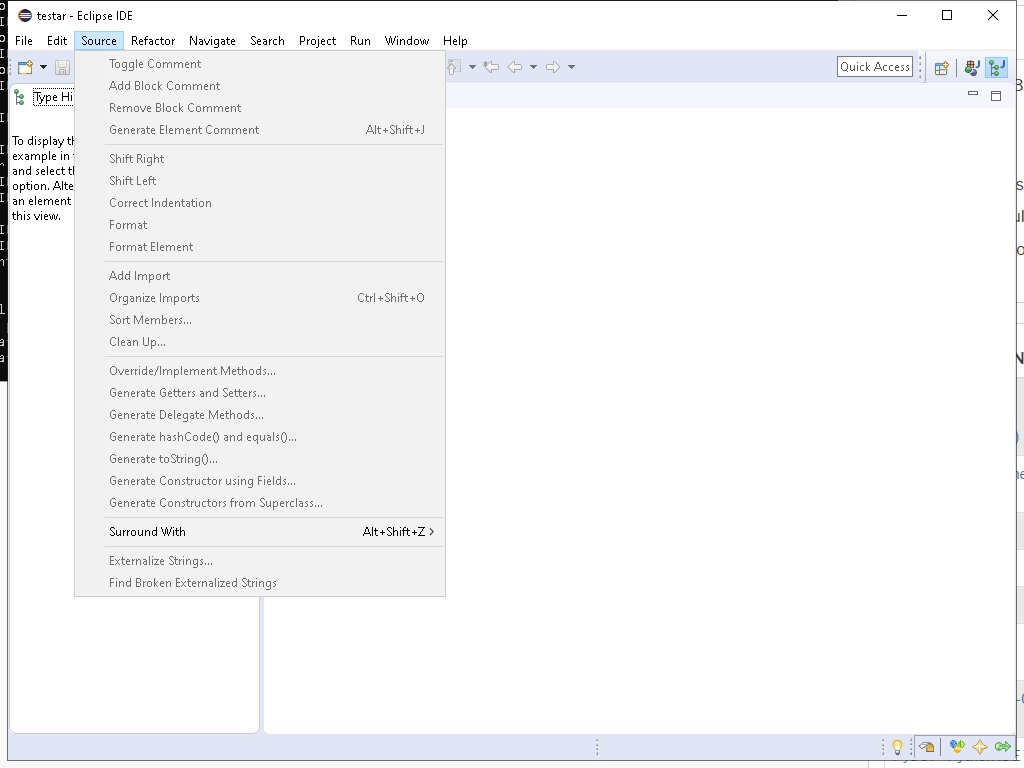 testar - Eclipse IDE
File Edit Source Refactor Navigate Search Project Run Window Help
Quick Access
Type Hi
To display th
example in
and select th
option. Alte
an element
this view.
Toggle Comment
Add Block Comment
Remove Block Comment
Generate Element Comment Alt+Shift+J
Shift Right
Shift Left
Correct Indentation
Format
Format Element
Add Import
Organize Imports Ctrl+Shift+O
Sort Members...
Clean Up...
Override/Implement Methods...
Generate Getters and Setters...
Generate Delegate Methods...
Generate hashCode() and equals()...
Generate toString()...
Generate Constructor using Fields...
Generate Constructors from Superclass...
Surround With Alt+Shift+Z >
Externalize Strings...
Find Broken Externalized Strings